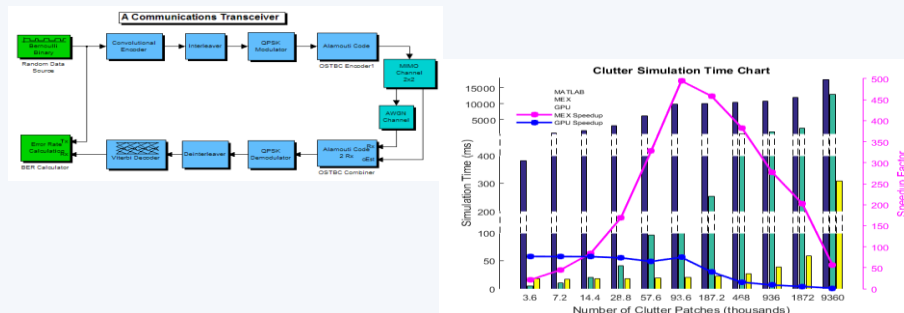 A Communications Transceiver
Bernoulli
Binary
Random Data
Source
Convolutional
Encoder
Interleaver
QPSK
Modulator
Alamouti Code
OSTBC Encoder1
MIMO
Channel
2x2
AWGN
Channel
Error Rate
Calculation
Tx
Rx
BER Calculator
Viterbi Decoder
Deinterleaver
QPSK
Demodulator
Alamouti Code
2 Rx
Rx
cEst
OSTBC Combiner
Clutter Simulation Time Chart
MATLAB
MEX
GPU
MEX Speedup
GPU Speedup
Simulation Time (ms)
15000
10000
5000
400
300
200
100
50
0
500
450
400
350
300
250
200
150
100
50
0
Speedup Factor
3.6 7.2 14.4 28.8 57.6 93.6 187.2 468 936 1872 9360
Number of Clutter Patches (thousands)